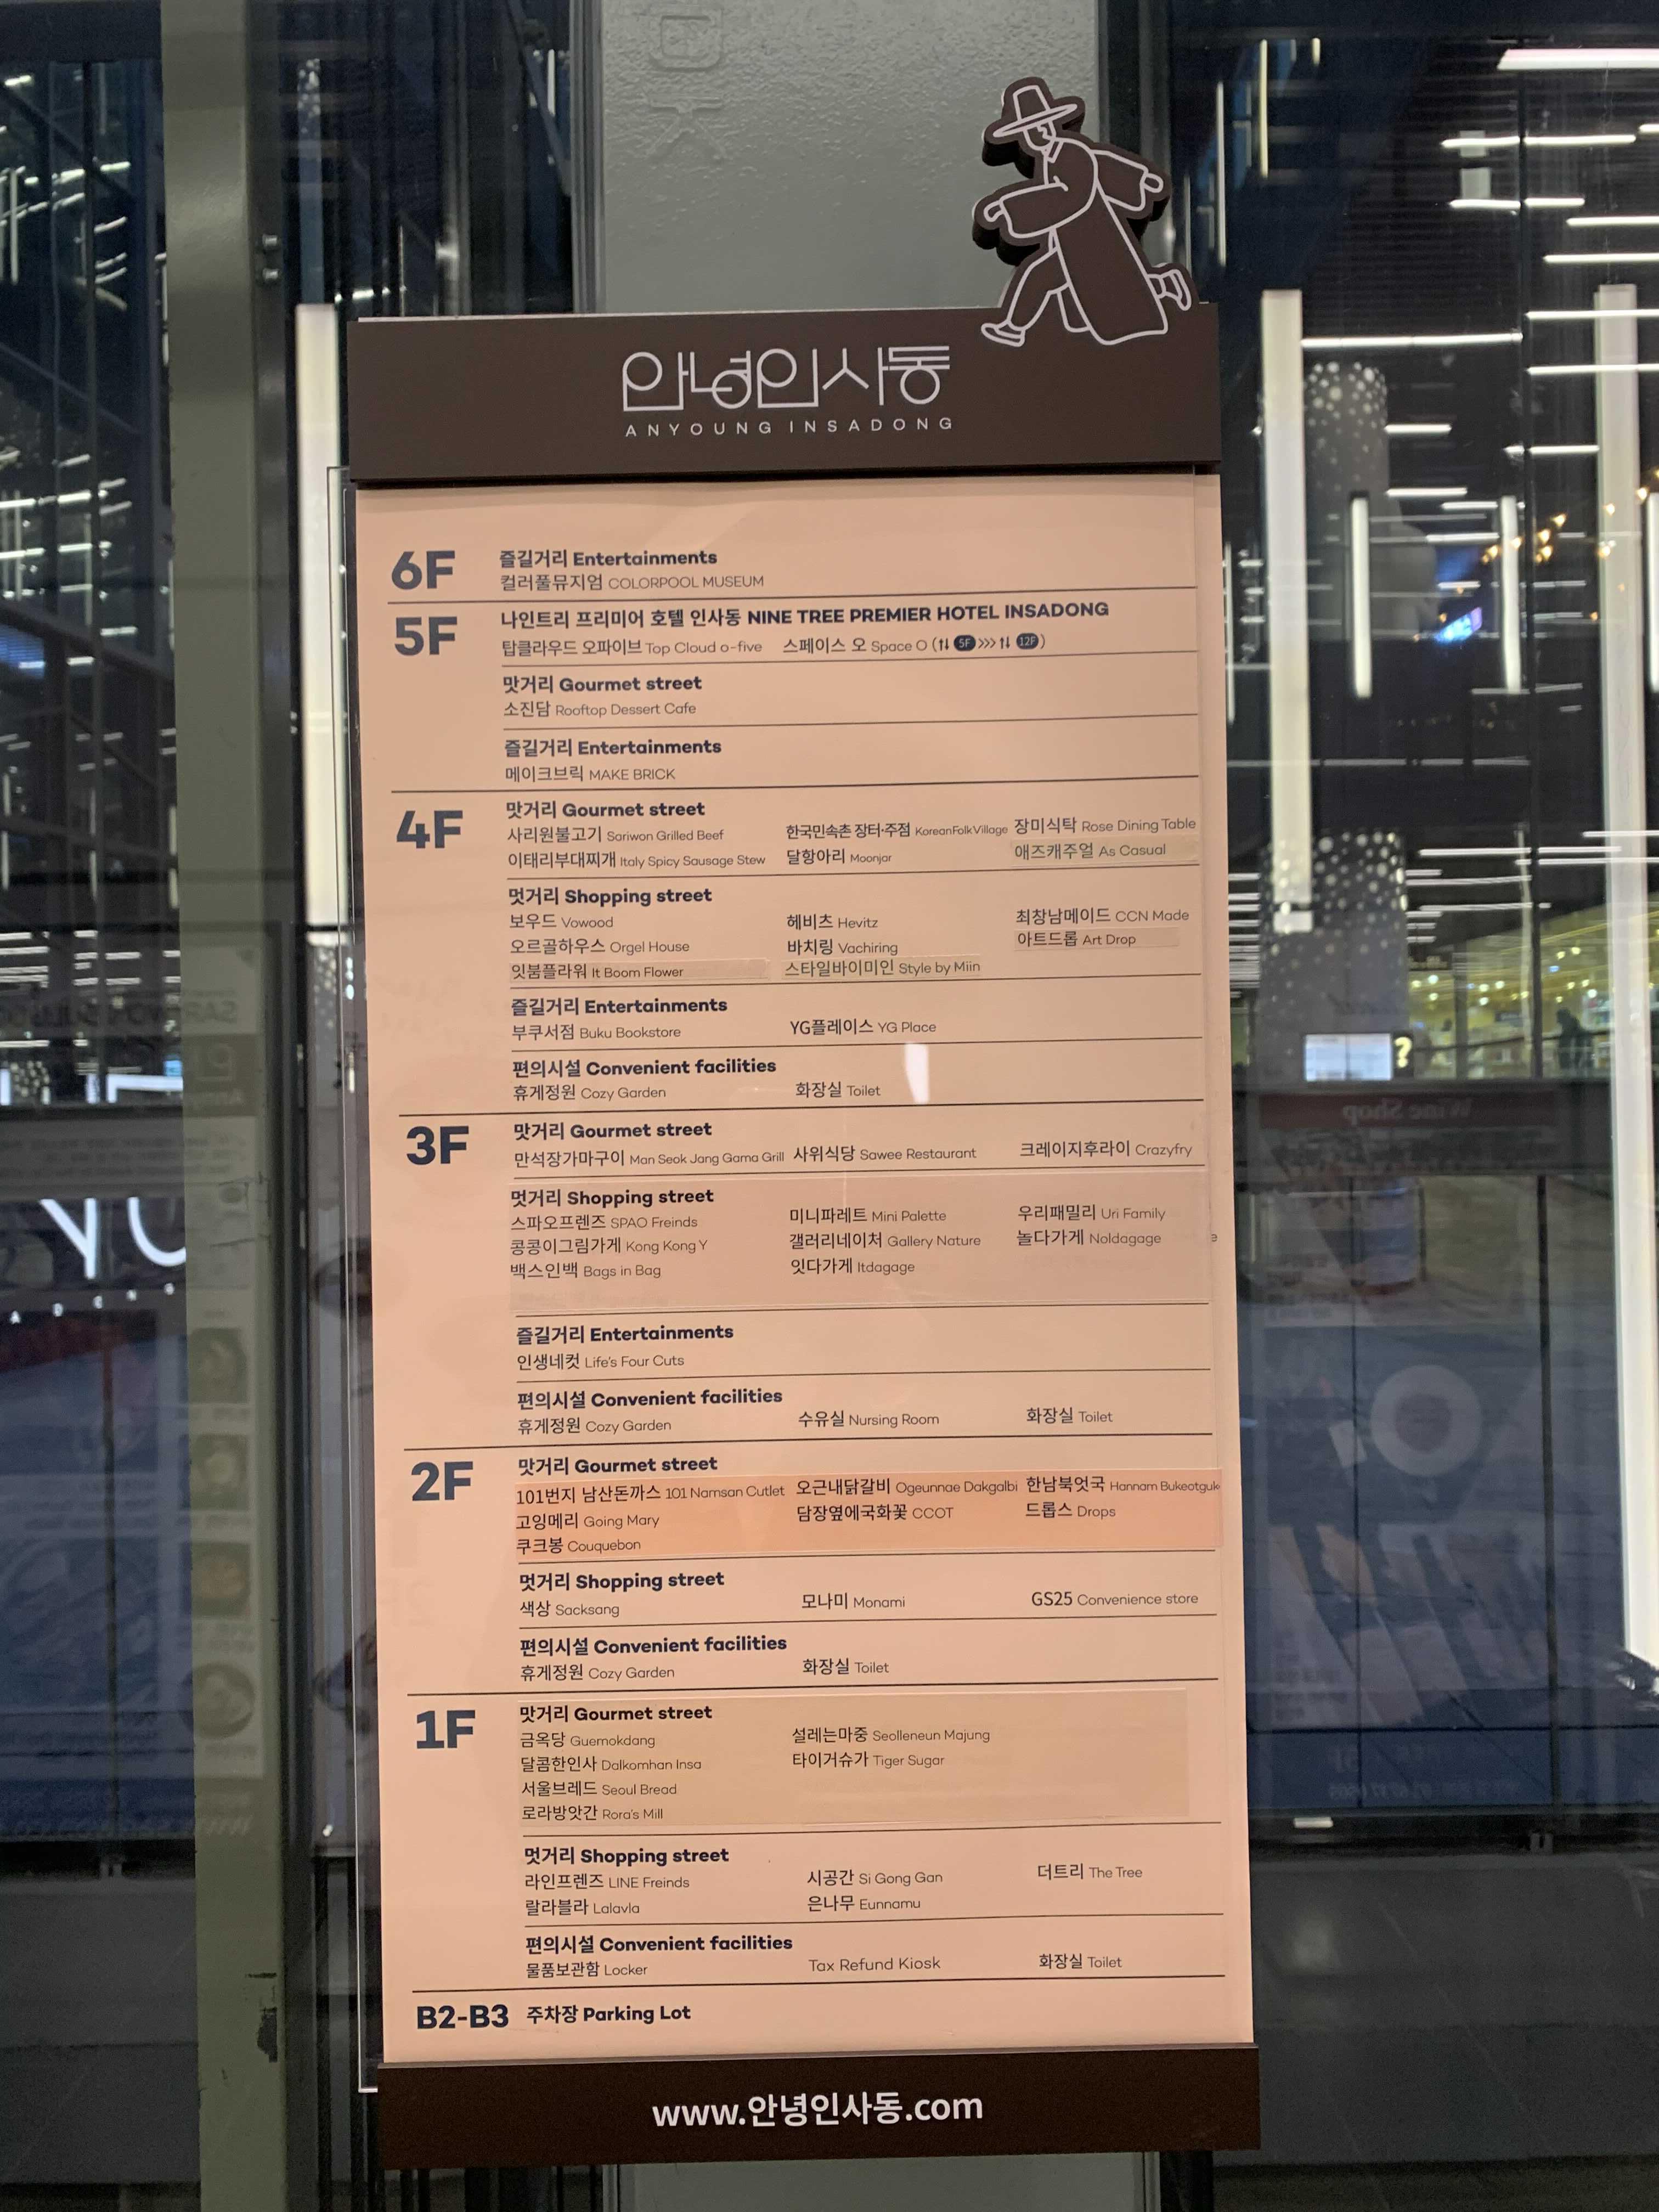 안녕인사동
ANYOUNG INSADONG
6F
즐길거리 Entertainments
컬러풀뮤지엄 COLORPOOL MUSEUM
5F
나인트리 프리미어 호텔 인사동 NINE TREE PREMIER HOTEL INSADONG
탑클라우드 오파이브 Top Cloud o-five 스페이스 오 Space O (⇅ 5F >>> ⇅ 12F)
맛거리 Gourmet street
소진담 Rooftop Dessert Cafe
즐길거리 Entertainments
메이크브릭 MAKE BRICK
4F
맛거리 Gourmet street
사리원불고기 Sariwon Grilled Beef 한국민속촌 장터·주점 KoreanFolkVillage 장미식탁 Rose Dining Table
이태리부대찌개 Italy Spicy Sausage Stew 달항아리 Moonjar 애즈캐주얼 As Casual
멋거리 Shopping street
보우드 Vowood 헤비츠 Hevitz 최창남메이드 CCN Made
오르골하우스 Orgel House 바치링 Vachiring 아트드롭 Art Drop
잇붐플라워 It Boom Flower 스타일바이미인 Style by Miin
즐길거리 Entertainments
부쿠서점 Buku Bookstore YG플레이스 YG Place
편의시설 Convenient facilities
휴게정원 Cozy Garden 화장실 Toilet
3F
맛거리 Gourmet street
만석장가마구이 Man Seok Jang Gama Grill 사위식당 Sawee Restaurant 크레이지후라이 Crazyfry
멋거리 Shopping street
스파오프렌즈 SPAO Freinds 미니파레트 Mini Palette 우리패밀리 Uri Family
콩콩이그림가게 Kong Kong Y 갤러리네이처 Gallery Nature 놀다가게 Noldagage
백스인백 Bags in Bag 잇다가게 Itdagage
즐길거리 Entertainments
인생네컷 Life's Four Cuts
편의시설 Convenient facilities
휴게정원 Cozy Garden 수유실 Nursing Room 화장실 Toilet
2F
맛거리 Gourmet street
101번지 남산돈까스 101 Namsan Cutlet 오근내닭갈비 Ogeunnae Dakgalbi 한남북엇국 Hannam Bukeotguk
고잉메리 Going Mary 담장옆에국화꽃 CCOT 드롭스 Drops
쿠크봉 Couquebon
멋거리 Shopping street
색상 Sacksang 모나미 Monami GS25 Convenience store
편의시설 Convenient facilities
휴게정원 Cozy Garden 화장실 Toilet
1F
맛거리 Gourmet street
금옥당 Guemokdang 설레는마중 Seolleneun Majung
달콤한인사 Dalkomhan Insa 타이거슈가 Tiger Sugar
서울브레드 Seoul Bread
로라방앗간 Rora's Mill
멋거리 Shopping street
라인프렌즈 LINE Freinds 시공간 Si Gong Gan 더트리 The Tree
랄라블라 Lalavla 은나무 Eunnamu
편의시설 Convenient facilities
물품보관함 Locker Tax Refund Kiosk 화장실 Toilet
B2-B3 주차장 Parking Lot
www.안녕인사동.com
Wine Shop